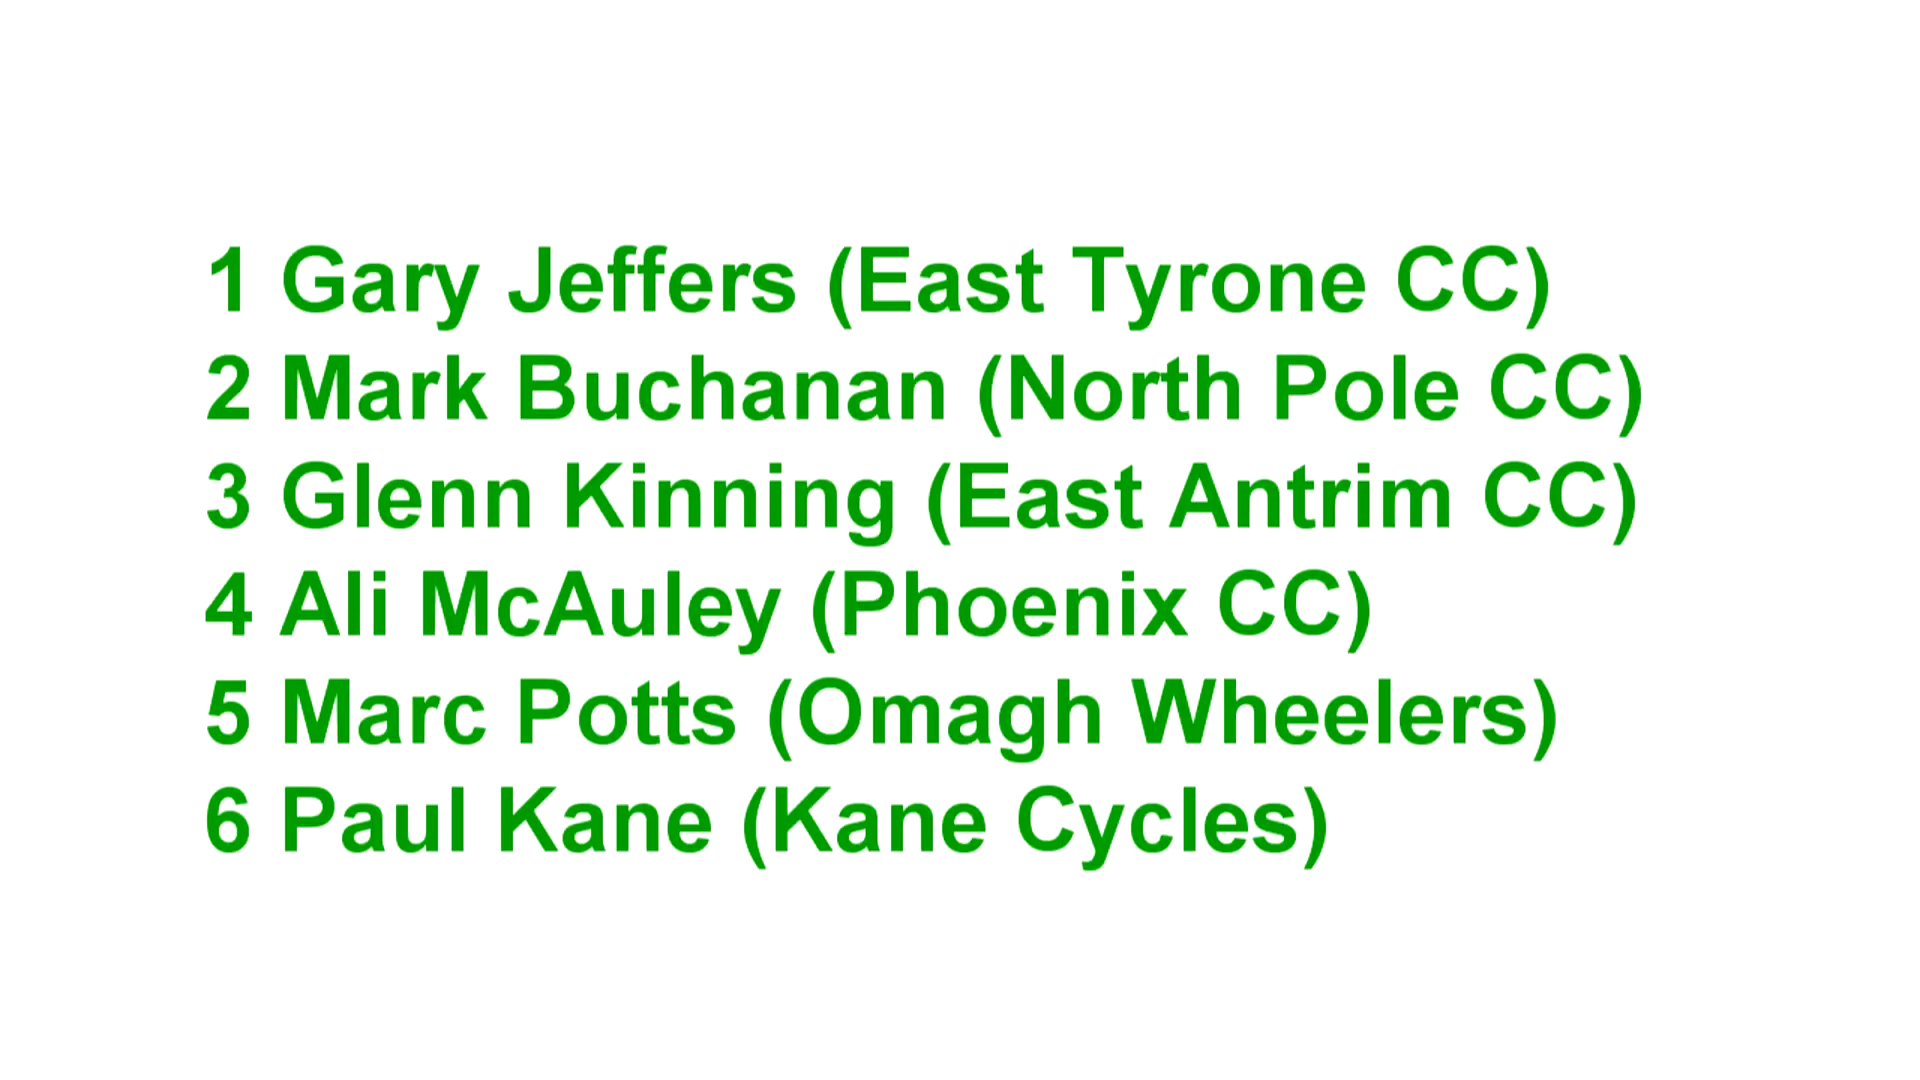 1 Gary Jeffers (East Tyrone CC)
2 Mark Buchanan (North Pole CC)
3 Glenn Kinning (East Antrim CC)
4 Ali McAuley (Phoenix CC)
5 Marc Potts (Omagh Wheelers)
6 Paul Kane (Kane Cycles)